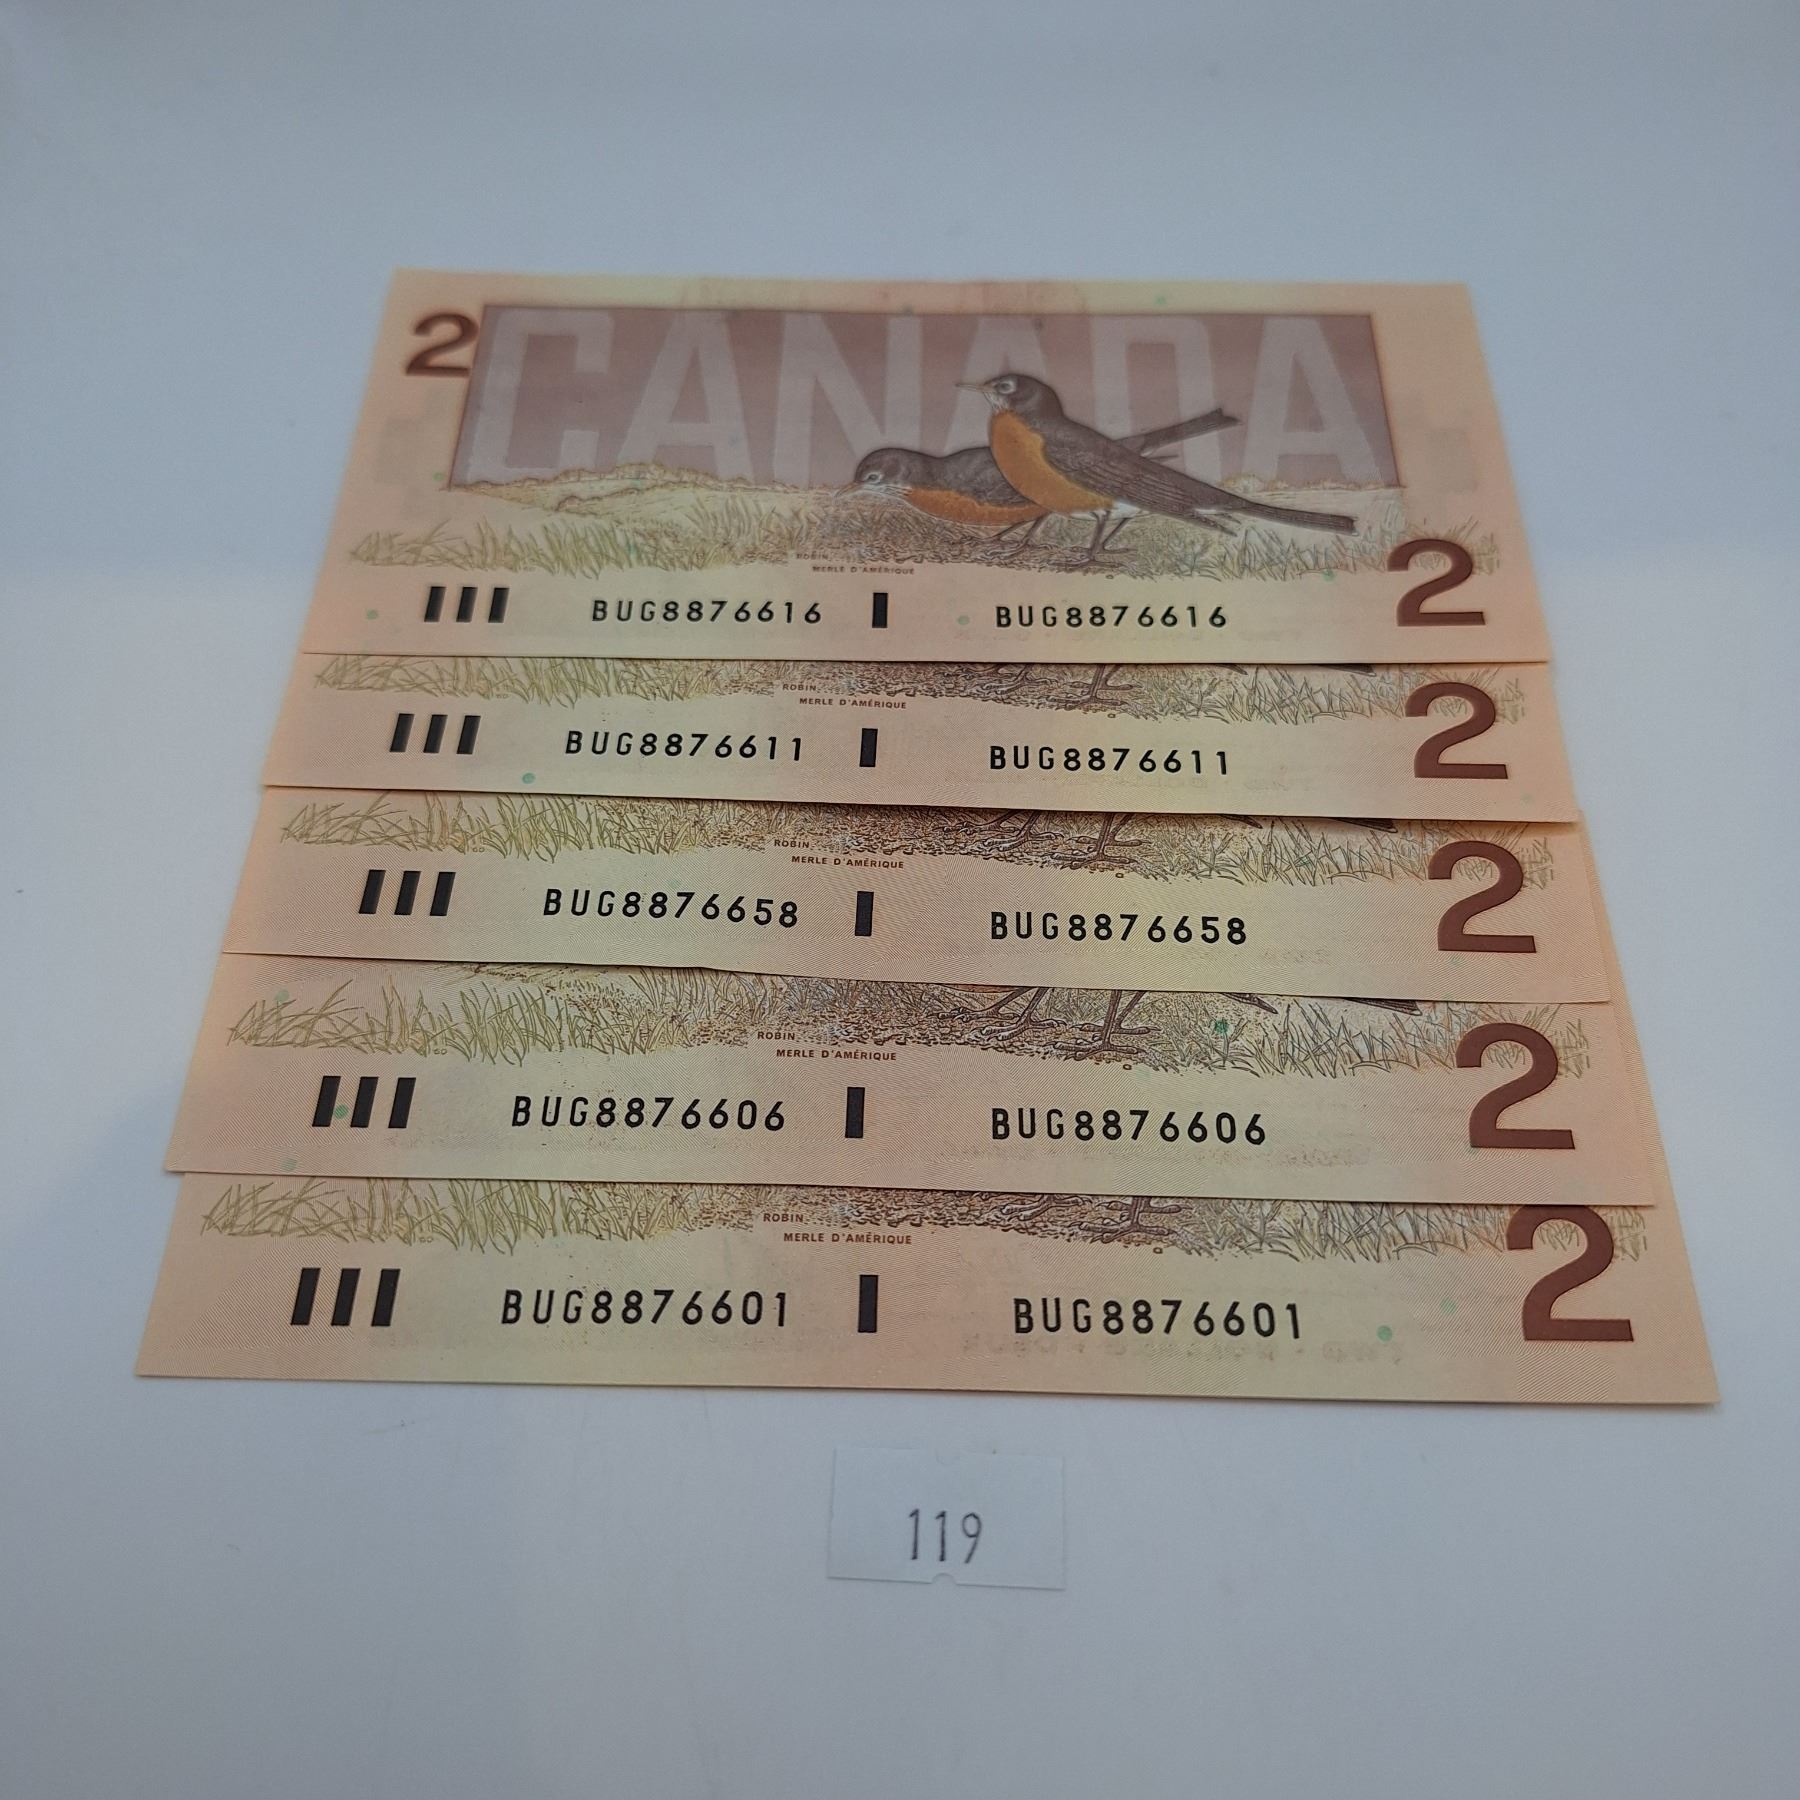 2 CANADA
ROBIN
MERLE D'AMÉRIQUE
BUG8876616 BUG8876616 2
ROBIN
MERLE D'AMÉRIQUE
BUG8876611 BUG8876611 2
ROBIN
MERLE D'AMÉRIQUE
BUG8876658 BUG8876658 2
ROBIN
MERLE D'AMÉRIQUE
BUG8876606 BUG8876606 2
ROBIN
MERLE D'AMÉRIQUE
BUG8876601 BUG8876601 2
119